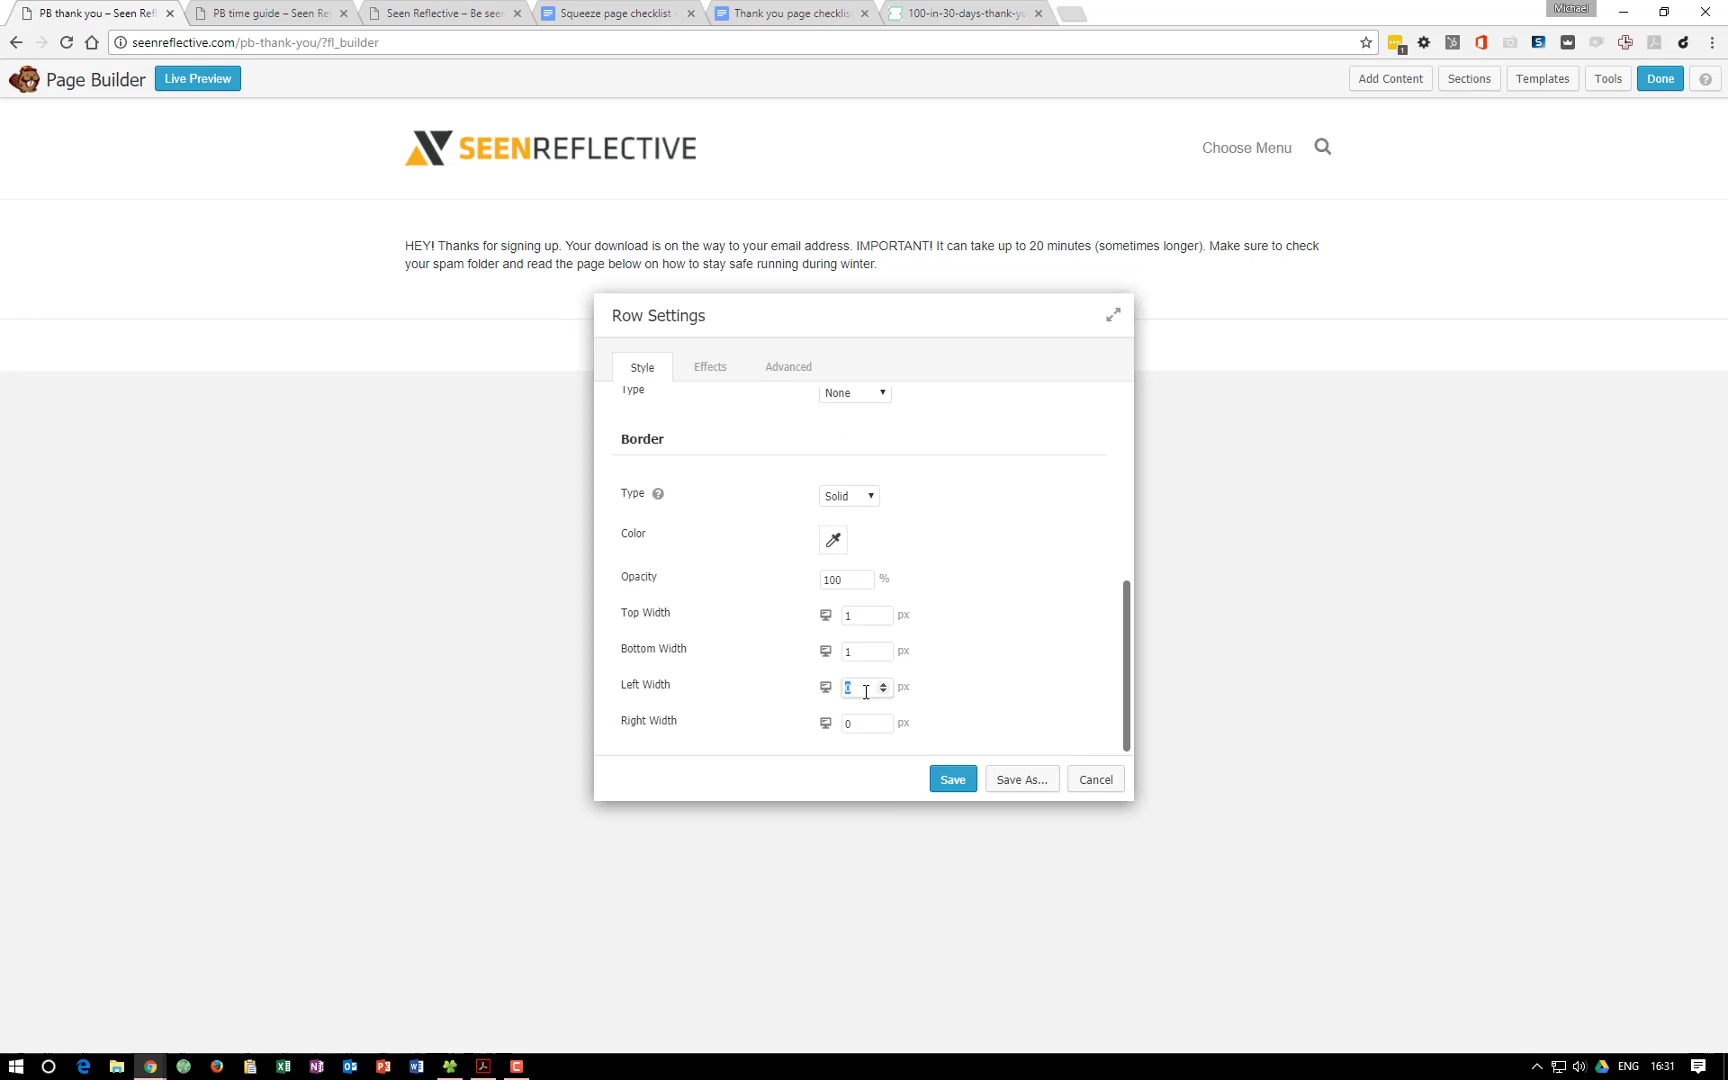 PB thank you – Seen Refl
PB time guide – Seen Re
Seen Reflective – Be seen
Squeeze page checklist -
Thank you page checklis
100-in-30-days-thank-yo
Michael
seenreflective.com/pb-thank-you/?fl_builder
1
Page Builder
Live Preview
Add Content
Sections
Templates
Tools
Done
?
SEENREFLECTIVE
Choose Menu
HEY! Thanks for signing up. Your download is on the way to your email address. IMPORTANT! It can take up to 20 minutes (sometimes longer). Make sure to check
your spam folder and read the page below on how to stay safe running during winter.
Row Settings
Style
Effects
Advanced
Type
None
Border
Type ?
Solid
Color
Opacity
100 %
Top Width
1 px
Bottom Width
1 px
Left Width
0 px
Right Width
0 px
Save
Save As...
Cancel
ENG
16:31